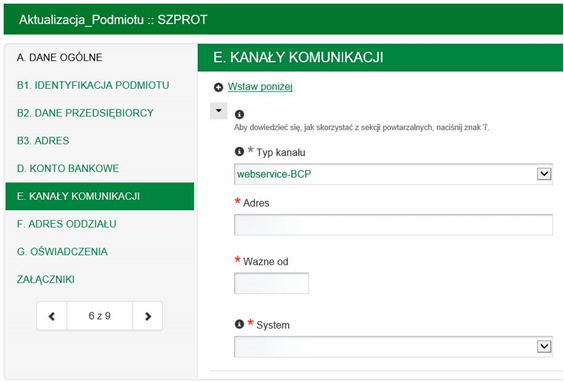 Aktualizacja_Podmiotu :: SZPROT
A. DANE OGÓLNE
B1. IDENTYFIKACJA PODMIOTU
B2. DANE PRZEDSIĘBIORCY
B3. ADRES
D. KONTO BANKOWE
E. KANAŁY KOMUNIKACJI
F. ADRES ODDZIAŁU
G. OŚWIADCZENIA
ZAŁĄCZNIKI
6 z 9
E. KANAŁY KOMUNIKACJI
Wstaw poniżej
Aby dowiedzieć się, jak skorzystać z sekcji powtarzalnych, naciśnij znak 'i'.
* Typ kanału
webservice-BCP
* Adres
* Ważne od
* System